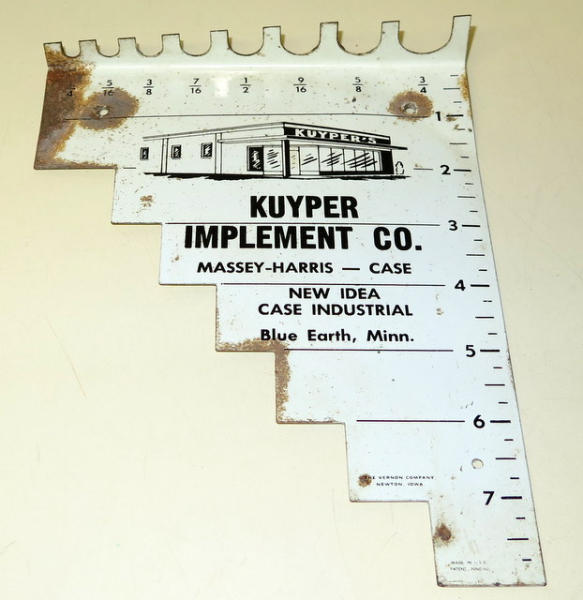 1/4 5/16 3/8 7/16 1/2 9/16 5/8 3/4
1
KUYPER'S
2
KUYPER
3
IMPLEMENT CO.
MASSEY-HARRIS — CASE
4
NEW IDEA
CASE INDUSTRIAL
Blue Earth, Minn.
5
6
THE VERNON COMPANY
NEWTON, IOWA
7
MADE IN U.S.A.